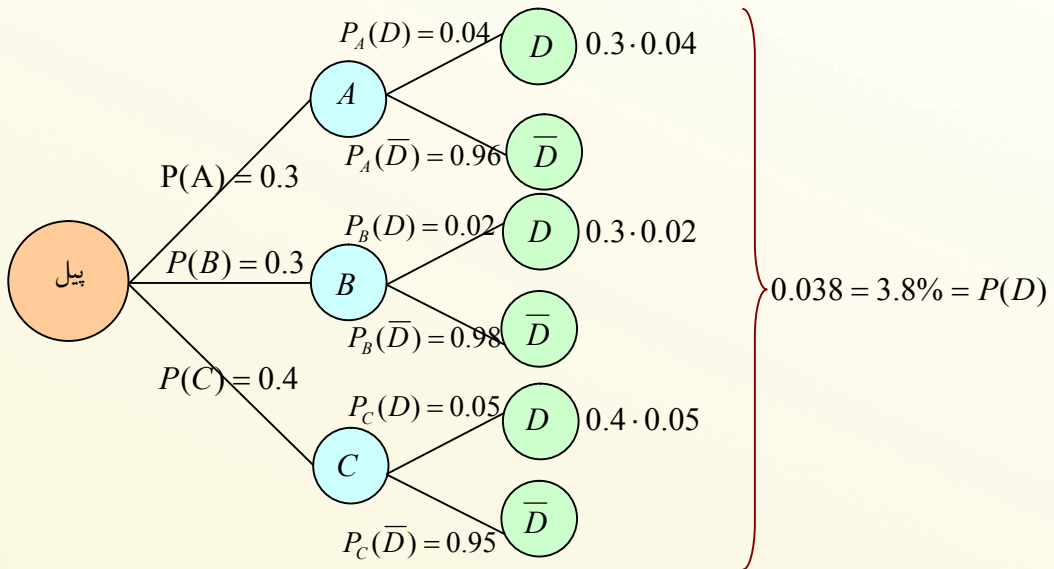 P_A(D) = 0.04
D
0.3 · 0.04
A
P_A(D̅) = 0.96
D̅
P(A) = 0.3
P_B(D) = 0.02
D
0.3 · 0.02
پیل
P(B) = 0.3
B
0.038 = 3.8% = P(D)
P_B(D̅) = 0.98
D̅
P(C) = 0.4
P_C(D) = 0.05
D
0.4 · 0.05
C
P_C(D̅) = 0.95
D̅